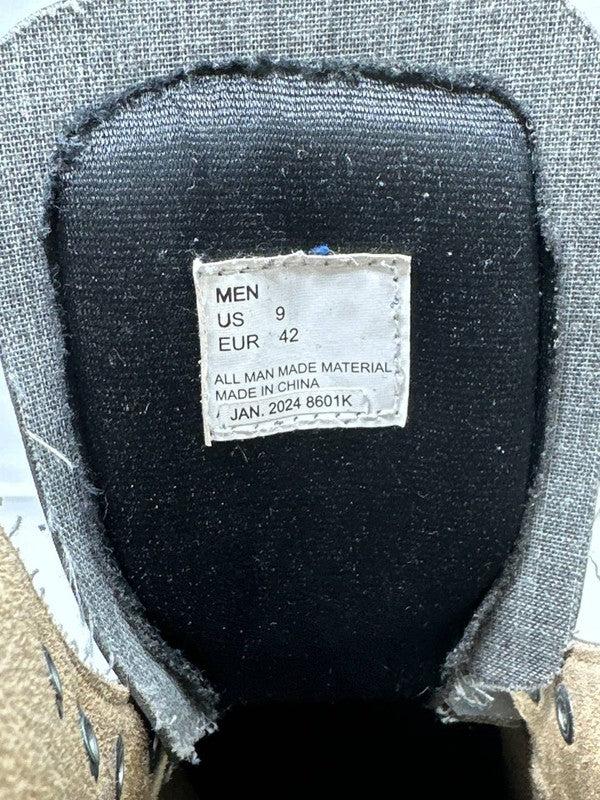 MEN
US 9
EUR 42
ALL MAN MADE MATERIAL
MADE IN CHINA
JAN. 2024 8601K